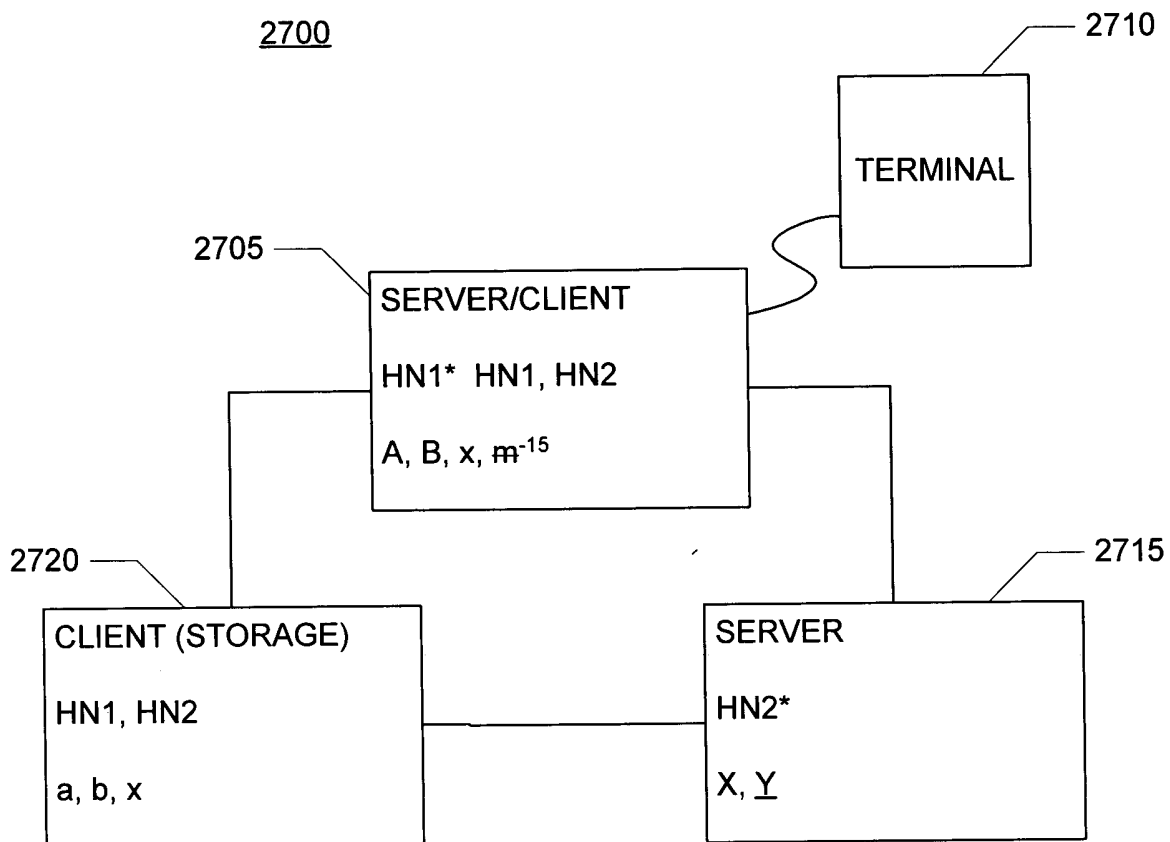 2700
2710
TERMINAL
2705
SERVER/CLIENT
HN1* HN1, HN2
A, B, x, m-15
2720
2715
CLIENT (STORAGE)
HN1, HN2
a, b, x
SERVER
HN2*
X, Y